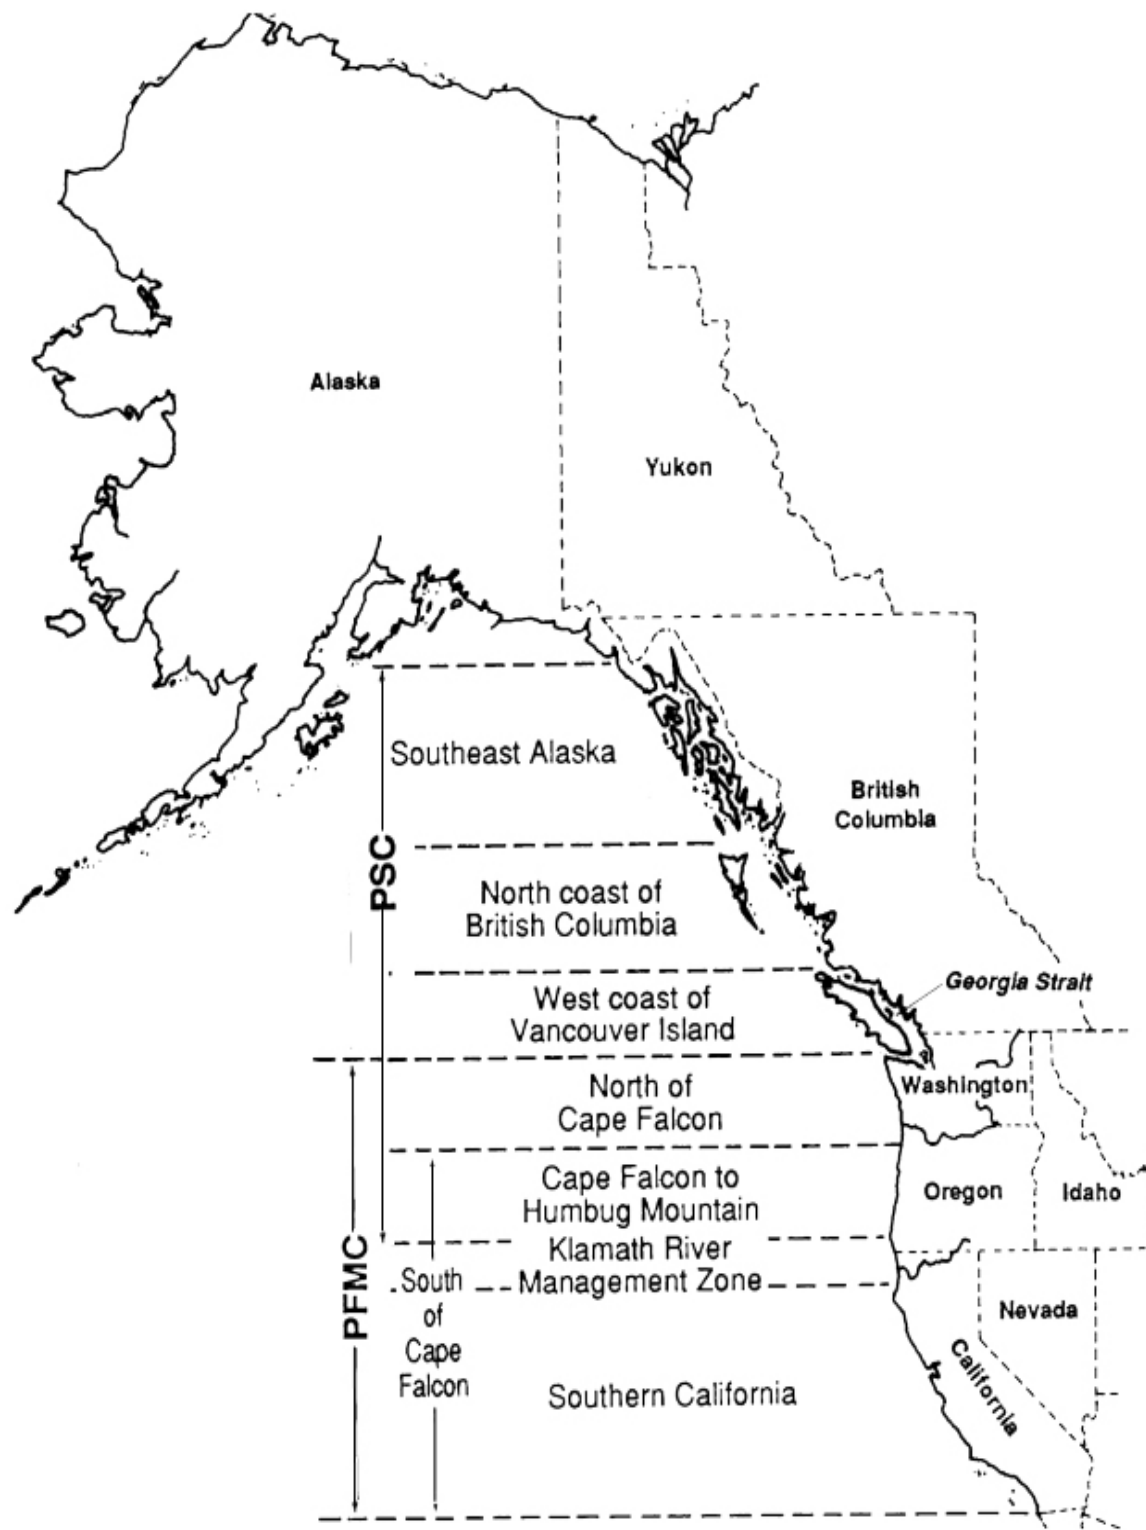 Alaska
Yukon
Southeast Alaska
British
Columbia
PSC
North coast of
British Columbia
Georgia Strait
West coast of
Vancouver Island
North of
Cape Falcon
Washington
Cape Falcon to
Humbug Mountain
Oregon
Idaho
PFMC
Klamath River
Management Zone
South
of
Cape
Falcon
Nevada
California
Southern California